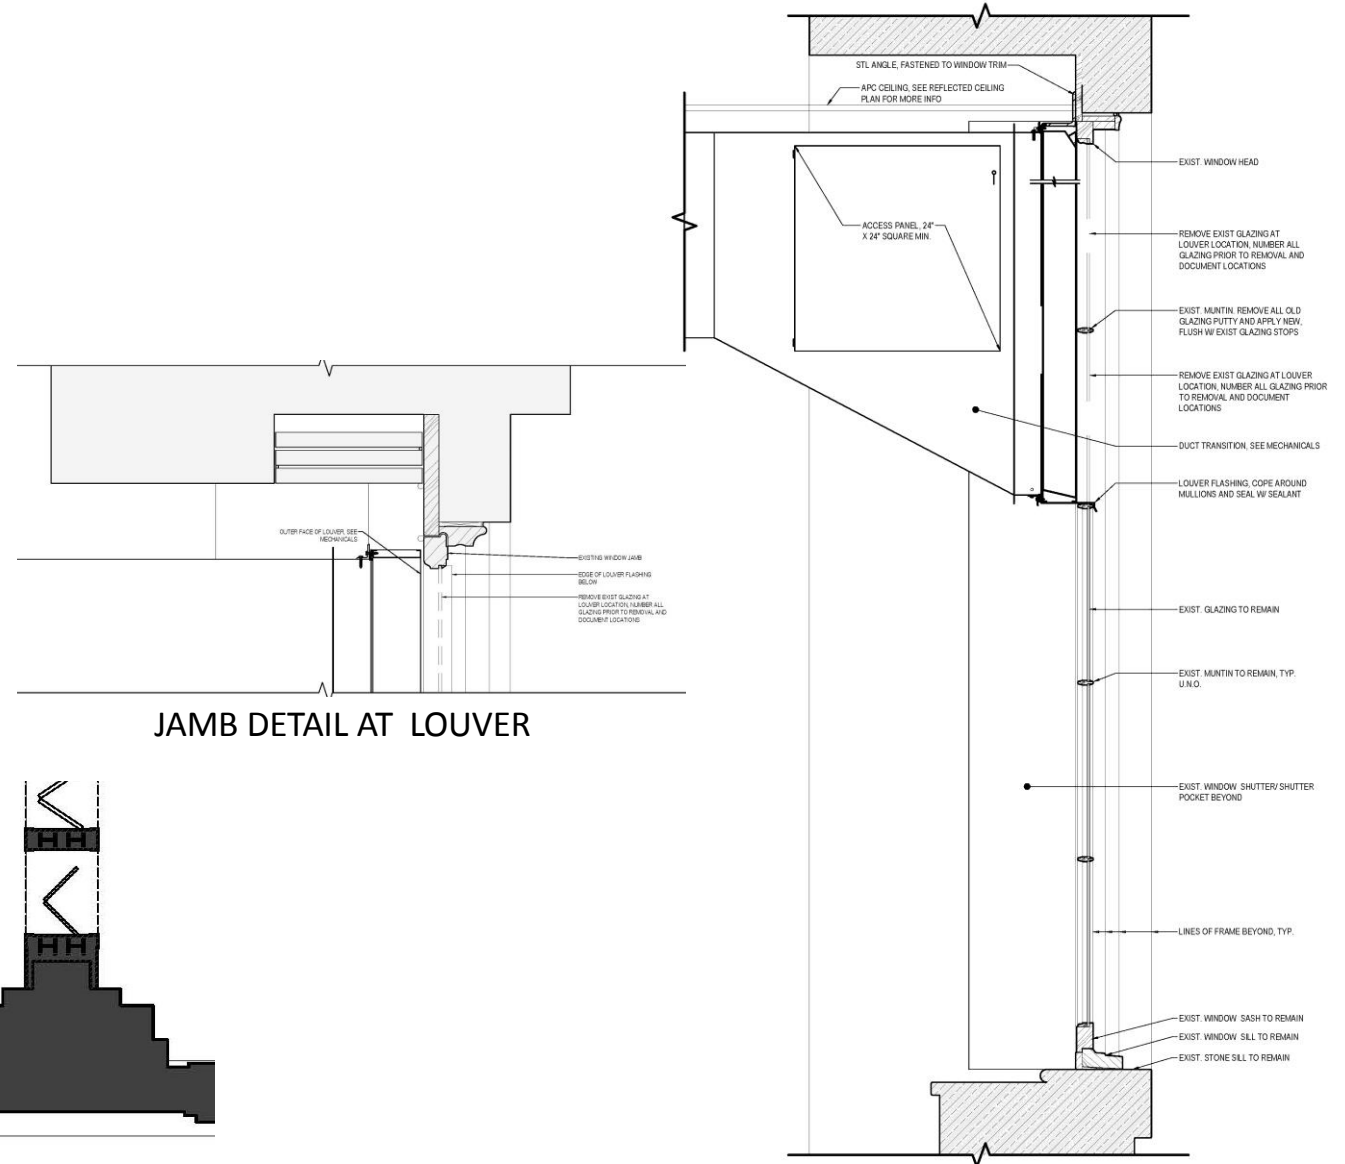 STL ANGLE, FASTENED TO WINDOW TRIM
APC CEILING, SEE REFLECTED CEILING
PLAN FOR MORE INFO
EXIST. WINDOW HEAD
ACCESS PANEL, 24"
X 24" SQUARE MIN.
REMOVE EXIST GLAZING AT
LOUVER LOCATION, NUMBER ALL
GLAZING PRIOR TO REMOVAL AND
DOCUMENT LOCATIONS
EXIST. MUNTIN. REMOVE ALL OLD
GLAZING PUTTY AND APPLY NEW,
FLUSH W/ EXIST GLAZING STOPS
REMOVE EXIST GLAZING AT LOUVER
LOCATION, NUMBER ALL GLAZING PRIOR
TO REMOVAL AND DOCUMENT
LOCATIONS
DUCT TRANSITION, SEE MECHANICALS
LOUVER FLASHING, COPE AROUND
MULLIONS AND SEAL W/ SEALANT
OUTER FACE OF LOUVER, SEE
MECHANICALS
EXISTING WINDOW JAMB
EDGE OF LOUVER FLASHING
BELOW
REMOVE EXIST GLAZING AT
LOUVER LOCATION, NUMBER ALL
GLAZING PRIOR TO REMOVAL AND
DOCUMENT LOCATIONS
JAMB DETAIL AT LOUVER
EXIST. GLAZING TO REMAIN
EXIST. MUNTIN TO REMAIN, TYP.
U.N.O.
EXIST. WINDOW SHUTTER/ SHUTTER
POCKET BEYOND
LINES OF FRAME BEYOND, TYP.
EXIST. WINDOW SASH TO REMAIN
EXIST. WINDOW SILL TO REMAIN
EXIST. STONE SILL TO REMAIN